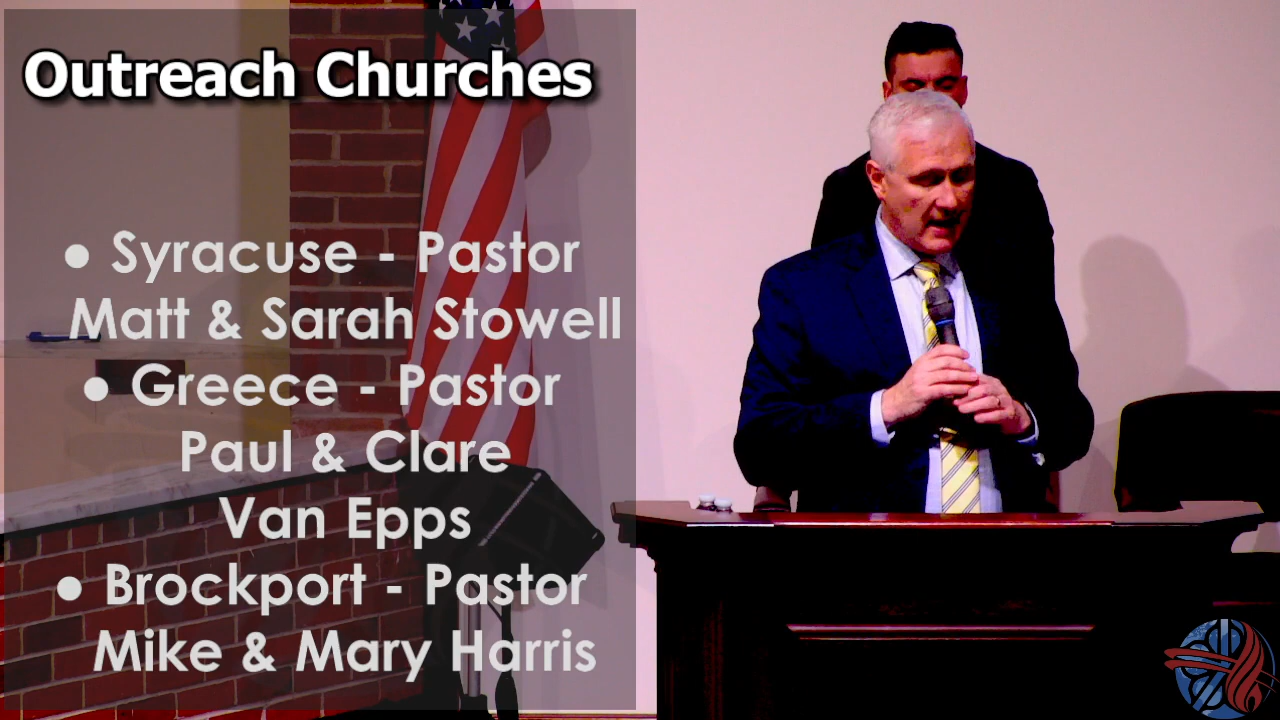 Outreach Churches
● Syracuse - Pastor
Matt & Sarah Stowell
● Greece - Pastor
Paul & Clare
Van Epps
● Brockport - Pastor
Mike & Mary Harris